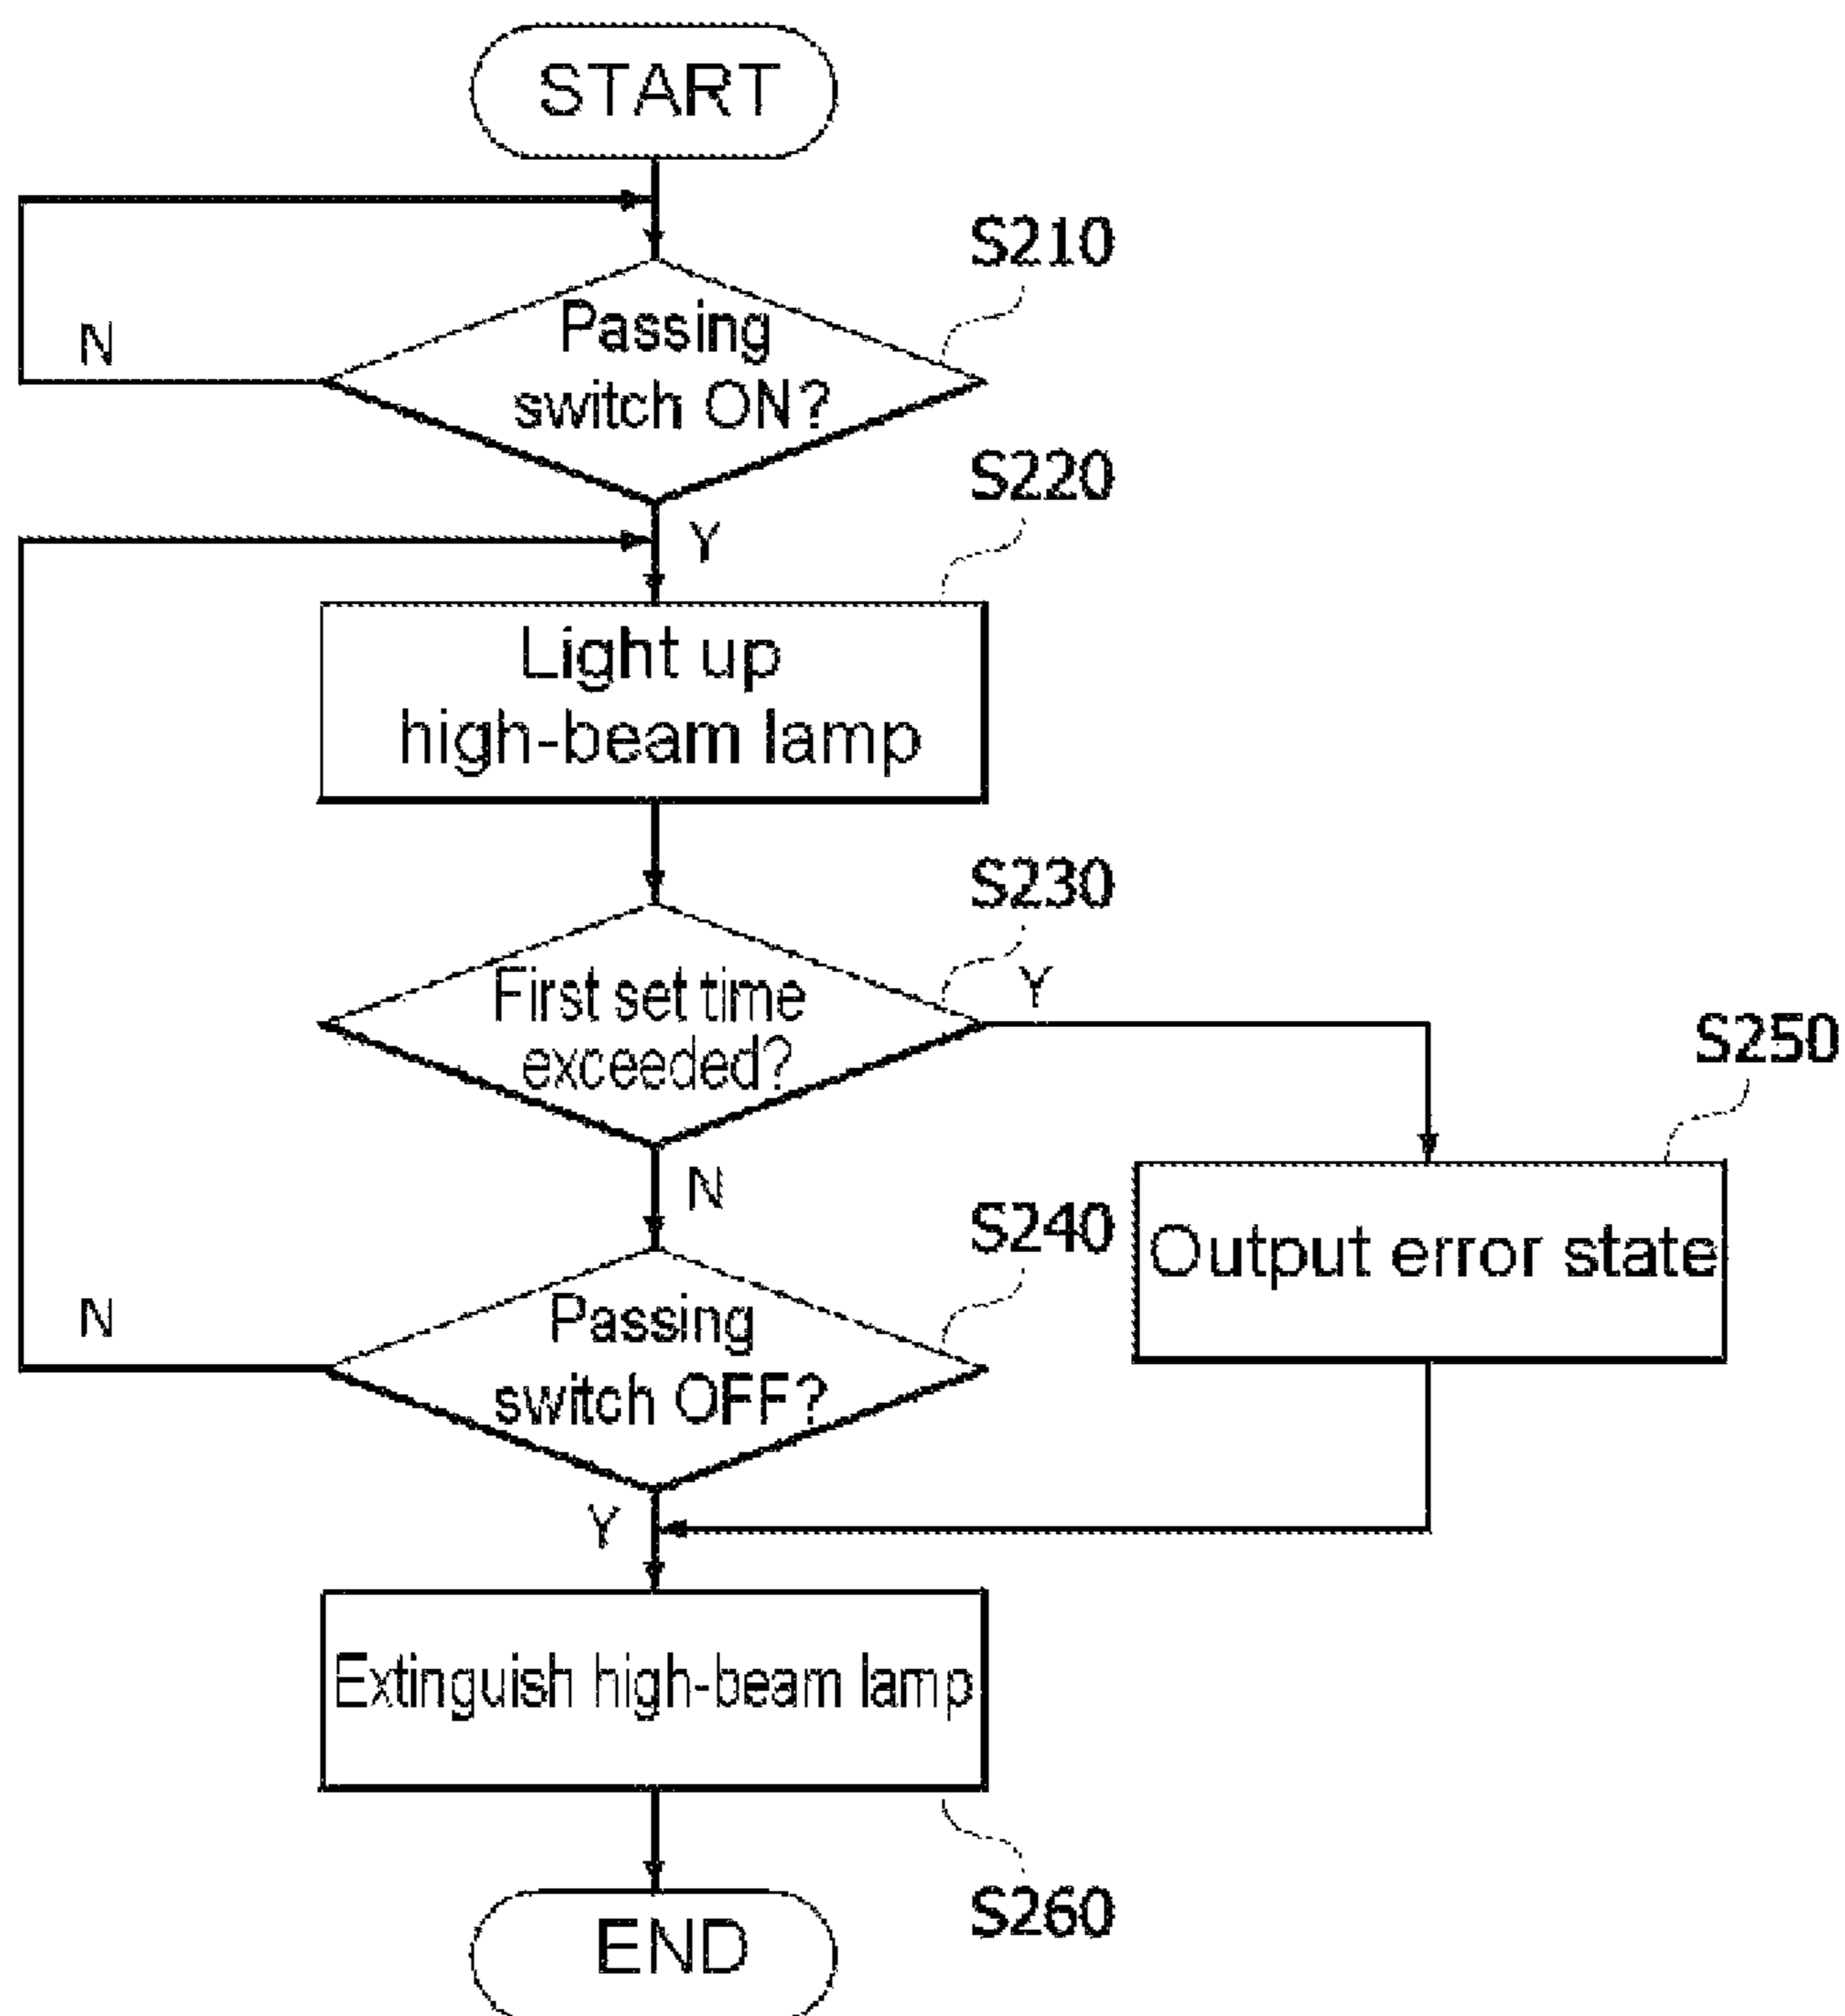 START
S210
Passing
switch ON?
N
S220
Y
Light up
high-beam lamp
S230
First set time
exceeded?
Y
S250
N
S240
Output error state
Passing
switch OFF?
N
Y
Extinguish high-beam lamp
S260
END